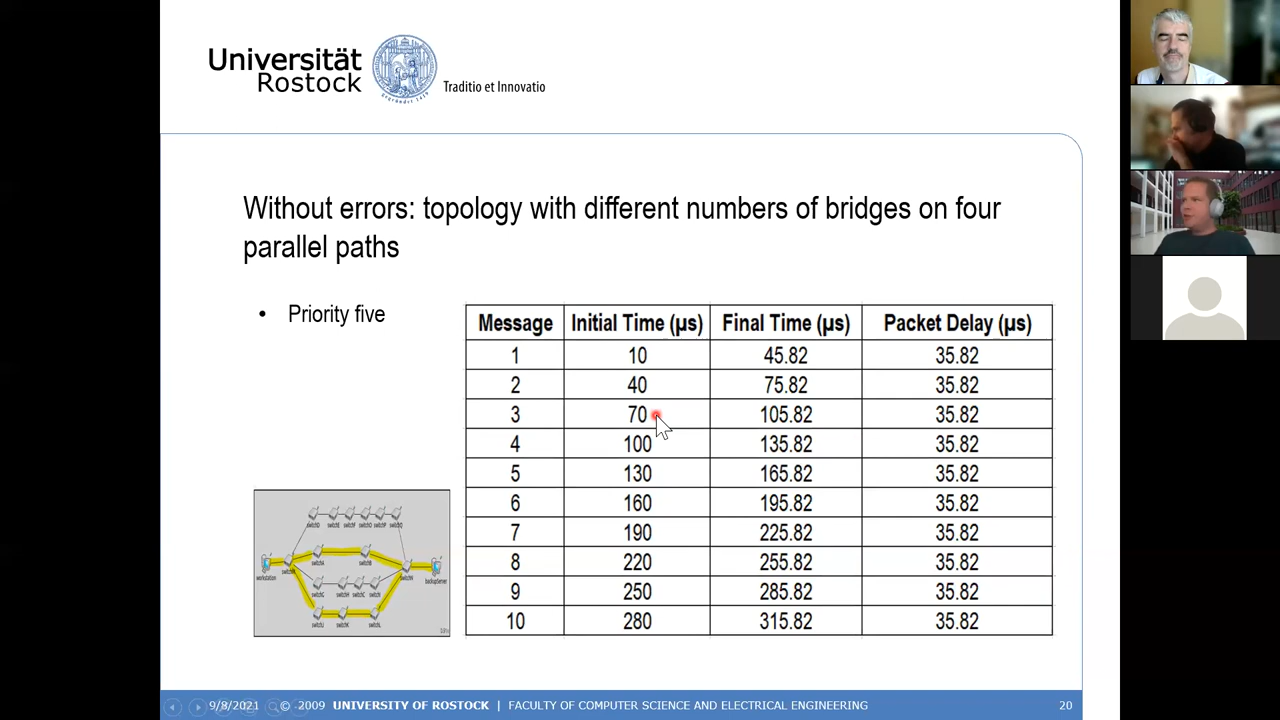 Universität
Rostock
Traditio et Innovatio
Without errors: topology with different numbers of bridges on four
parallel paths
• Priority five
Message Initial Time (µs) Final Time (µs) Packet Delay (µs)
1 10 45.82 35.82
2 40 75.82 35.82
3 70 105.82 35.82
4 100 135.82 35.82
5 130 165.82 35.82
6 160 195.82 35.82
7 190 225.82 35.82
8 220 255.82 35.82
9 250 285.82 35.82
10 280 315.82 35.82
workstation
backupServer
9/8/2021 © 2009 UNIVERSITY OF ROSTOCK | FACULTY OF COMPUTER SCIENCE AND ELECTRICAL ENGINEERING 20